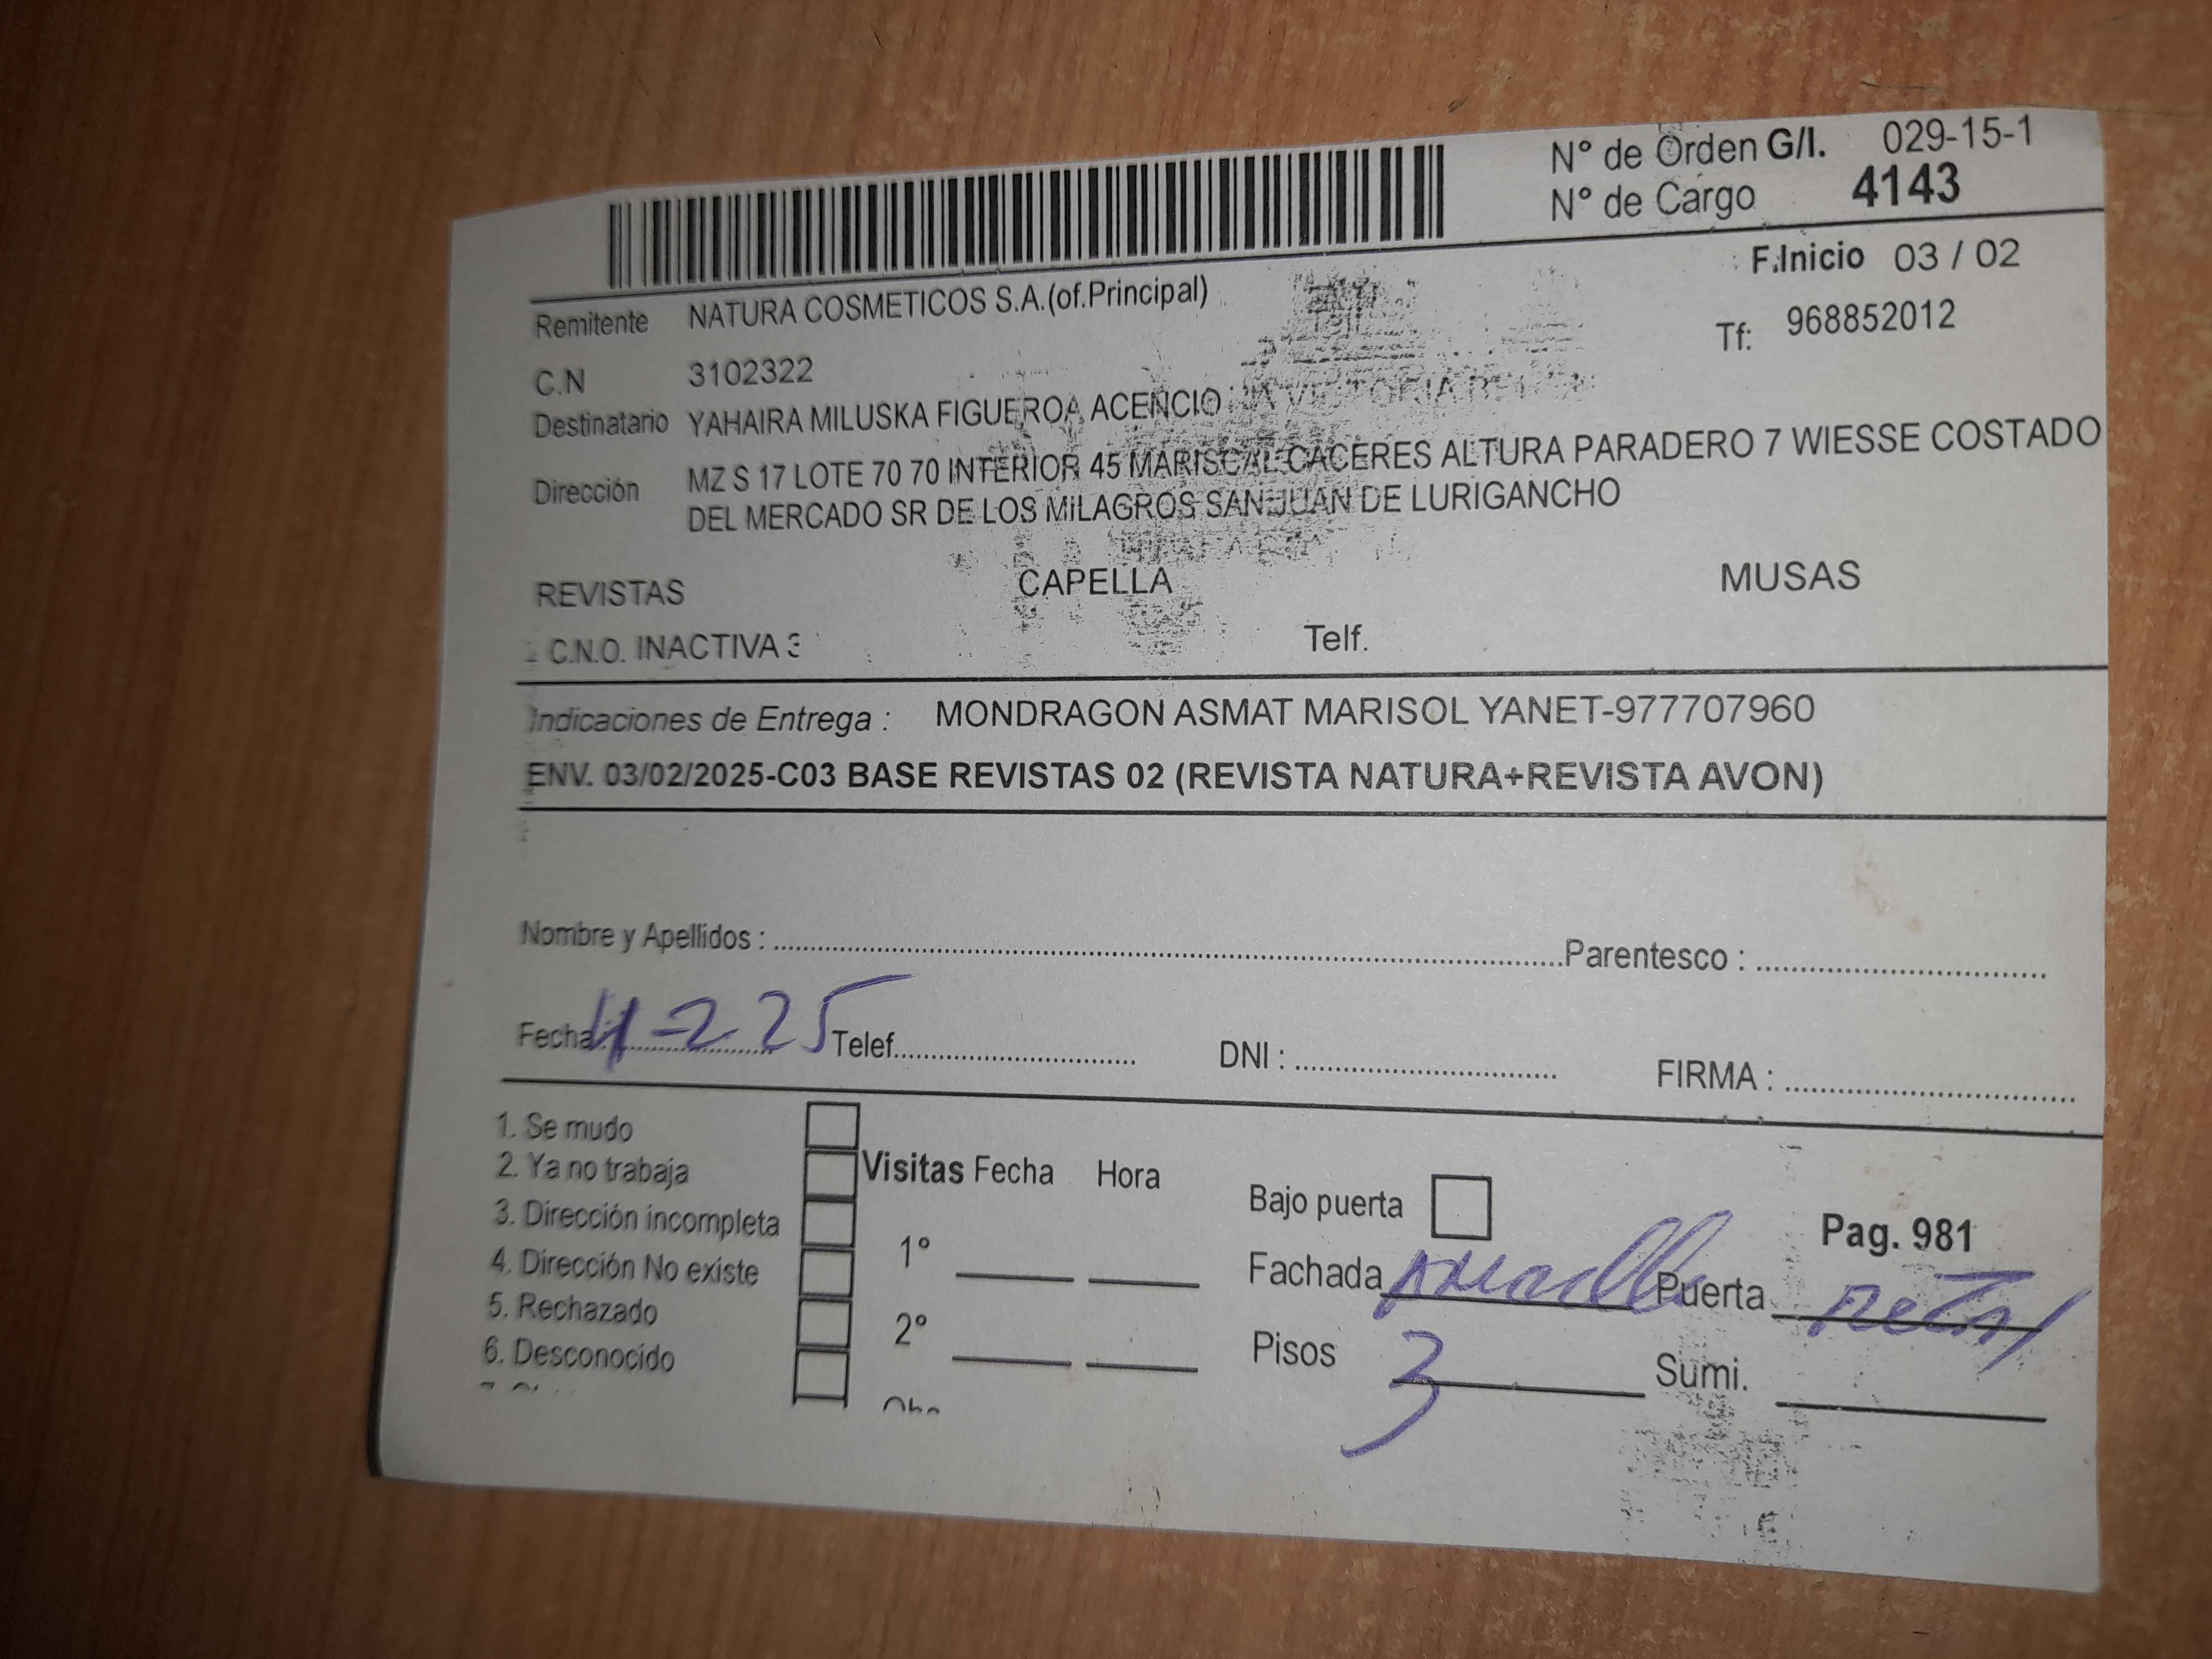 N° de Orden G/I. 029-15-1
N° de Cargo 4143
F.Inicio 03 / 02
Remitente NATURA COSMETICOS S.A.(of.Principal)
Tf: 968852012
C.N 3102322
Destinatario YAHAIRA MILUSKA FIGUEROA ACENCIO
Dirección MZ S 17 LOTE 70 70 INTERIOR 45 MARISCAL CACERES ALTURA PARADERO 7 WIESSE COSTADO
DEL MERCADO SR DE LOS MILAGROS SAN JUAN DE LURIGANCHO
REVISTAS CAPELLA MUSAS
C.N.O. INACTIVA 3 Telf.
Indicaciones de Entrega : MONDRAGON ASMAT MARISOL YANET-977707960
ENV. 03/02/2025-C03 BASE REVISTAS 02 (REVISTA NATURA+REVISTA AVON)
Nombre y Apellidos : Parentesco :
Fecha: 4-2 25 Telef. DNI : FIRMA :
1. Se mudo
2. Ya no trabaja
3. Dirección incompleta
4. Dirección No existe
5. Rechazado
6. Desconocido
Visitas Fecha Hora
1°
2°
Bajo puerta
Pag. 981
Fachada Amarillo Puerta Metal
Pisos 3 Sumi.